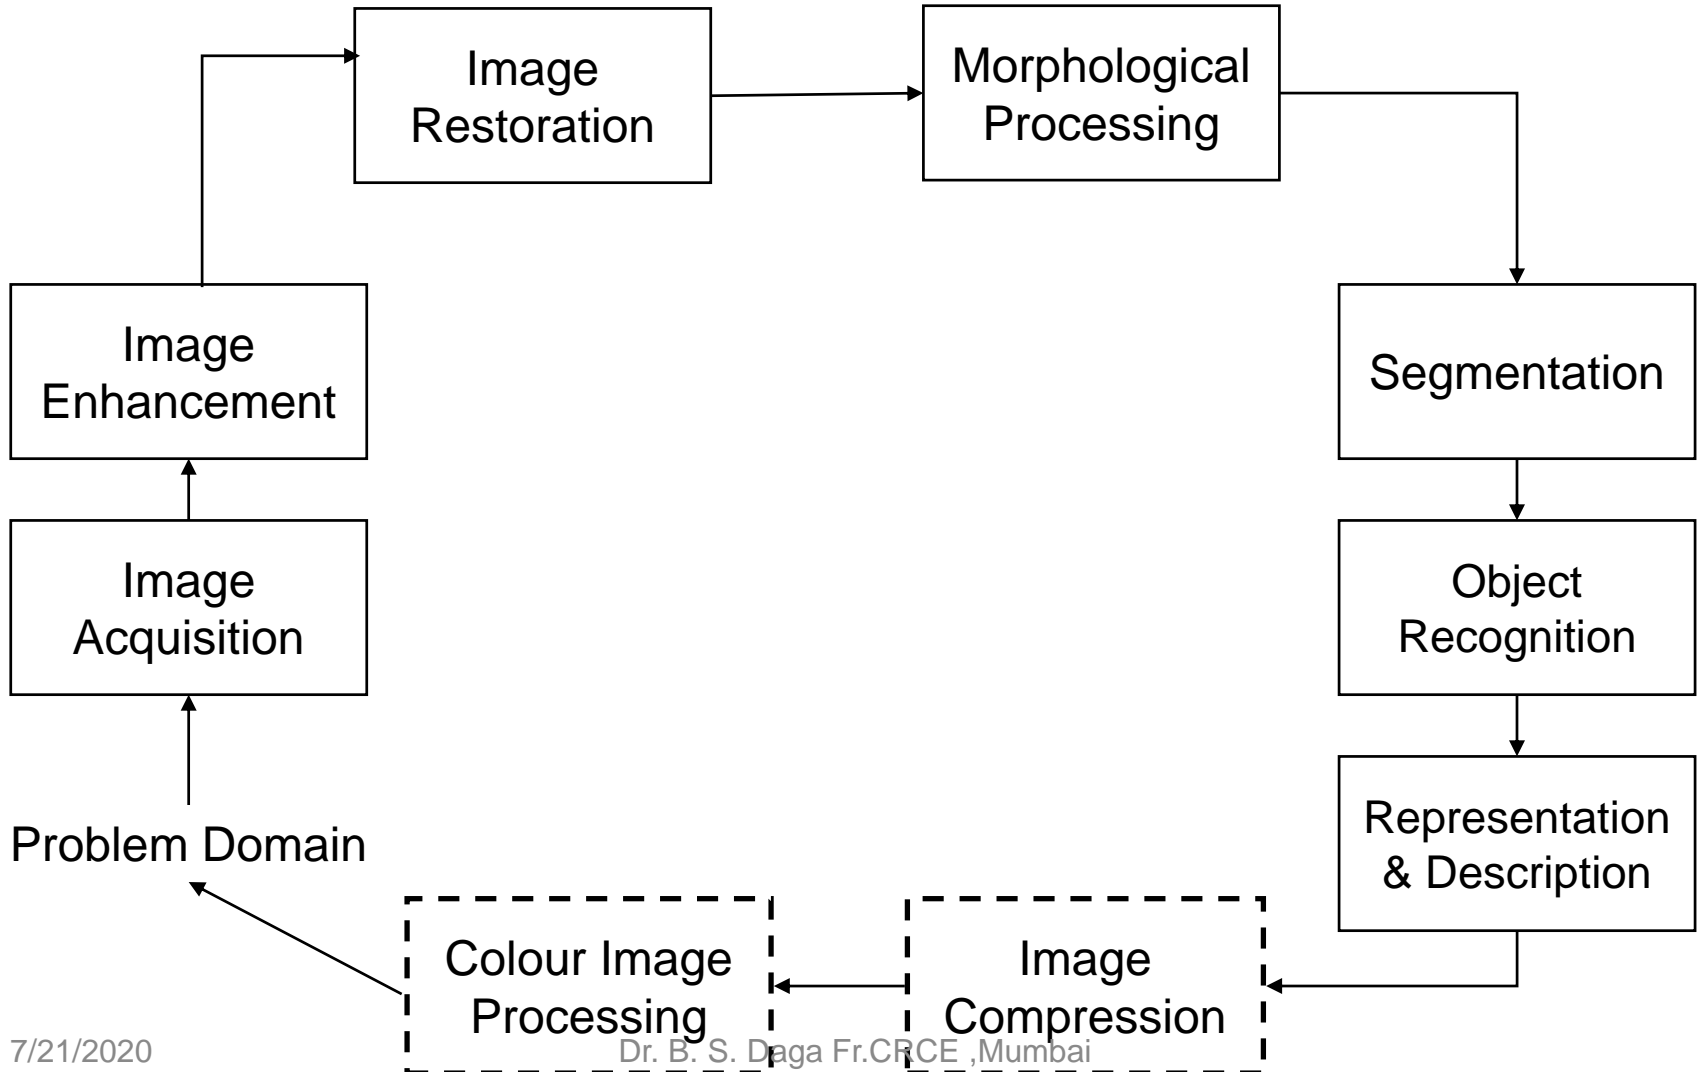 Image
Restoration
Morphological
Processing
Image
Enhancement
Segmentation
Image
Acquisition
Object
Recognition
Problem Domain
Representation
& Description
Colour Image
Processing
Image
Compression
7/21/2020
Dr. B. S. Daga Fr.CRCE ,Mumbai